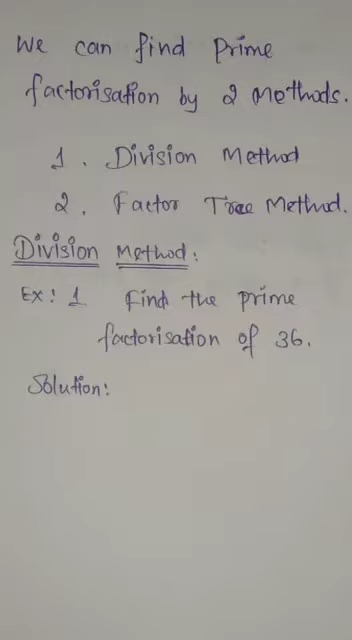 We can find Prime
factorisation by 2 Methods.
1. Division Method
2. Factor Tree Method.
Division Method:
Ex: 1 Find the prime
factorisation of 36.
Solution: